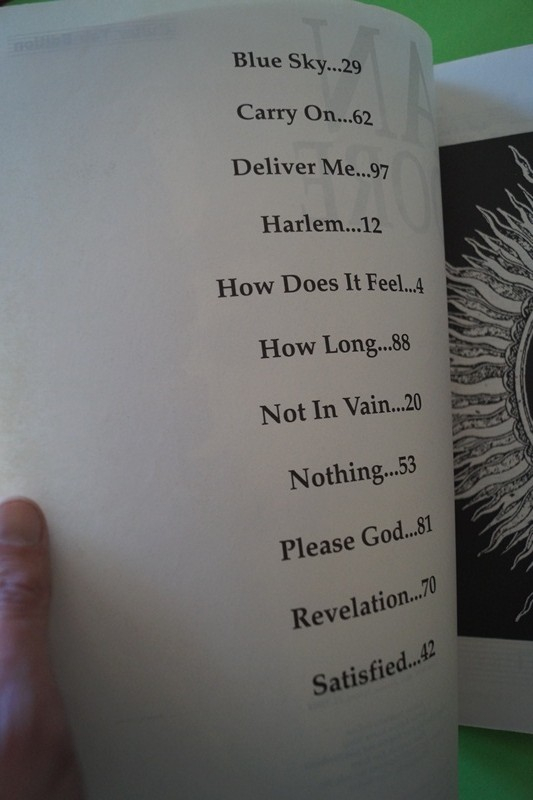 Blue Sky...29
Carry On...62
Deliver Me...97
Harlem...12
How Does It Feel...4
How Long...88
Not In Vain...20
Nothing...53
Please God...81
Revelation...70
Satisfied...42